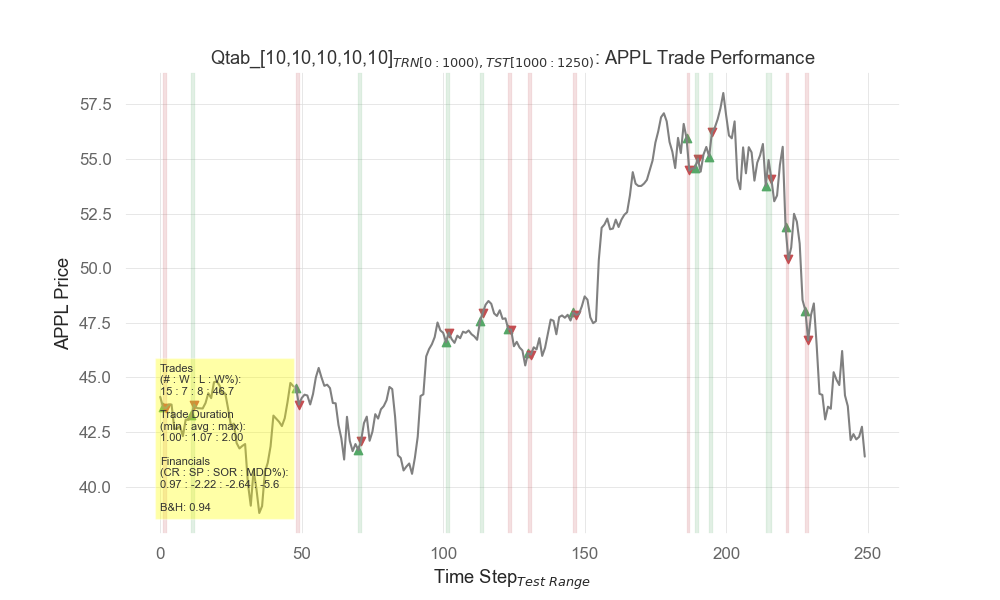 Qtab_[10,10,10,10,10]TRN[0 : 1000), TST[1000 : 1250): APPL Trade Performance
57.5
55.0
52.5
50.0
47.5
45.0
42.5
40.0
APPL Price
Trades
(# : W : L : W%):
15 : 7 : 8 : 46.7
Trade Duration
(min : avg : max):
1.00 : 1.07 : 2.00
Financials
(CR : SP : SOR : MDD%):
0.97 : -2.22 : -2.64 : -5.6
B&H: 0.94
0 50 100 150 200 250
Time Step Test Range